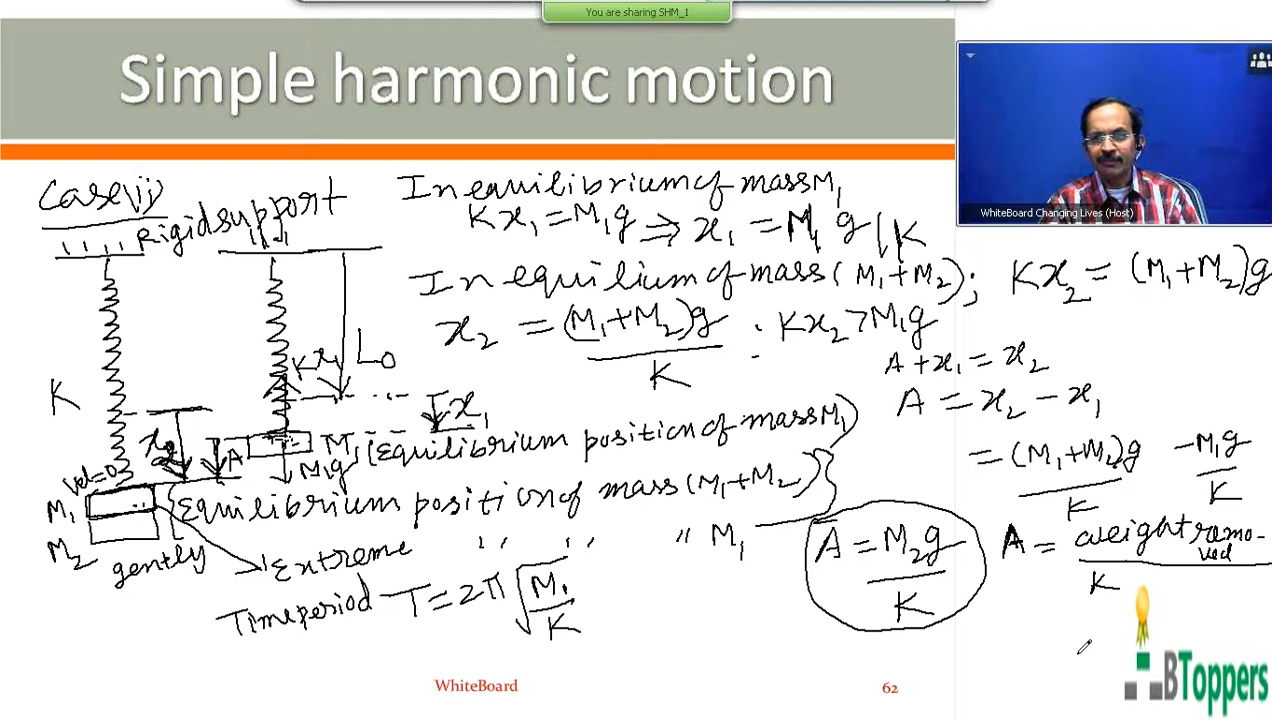 You are sharing SHM_1
Simple harmonic motion
WhiteBoard Changing Lives (Host)
Case(ii)
Rigid support
K
x2
A
Kx1
L0
x1
M1
M1g
Vel=0
M1
M2
gently
In equilibrium of mass M1
Kx1 = M1g ⇒ x1 = M1g/K
In equilium of mass (M1+M2); Kx2 = (M1+M2)g
x2 = (M1+M2)g/K . Kx2 > M1g
A + x1 = x2
A = x2 - x1
= (M1+M2)g/K - M1g/K
(Equilibrium position of mass M1)
(Equilibrium position of mass (M1+M2)
Extreme " " " M1
A = M2g/K
A = weight removed/K
Time period T = 2π√M1/K
WhiteBoard
62
BToppers